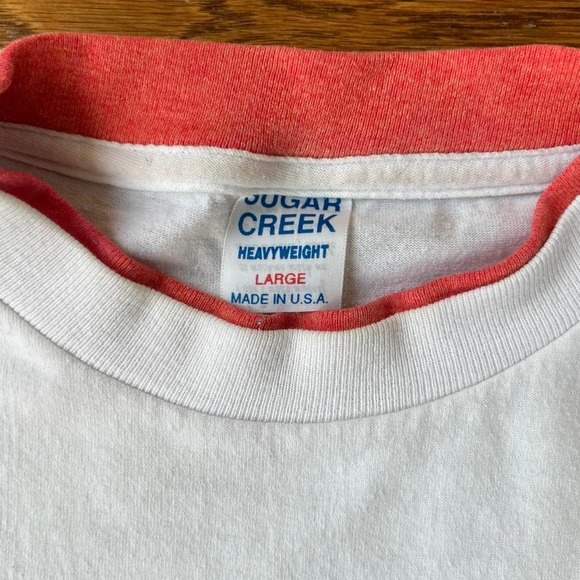 SUGAR
CREEK
HEAVYWEIGHT
LARGE
MADE IN U.S.A.